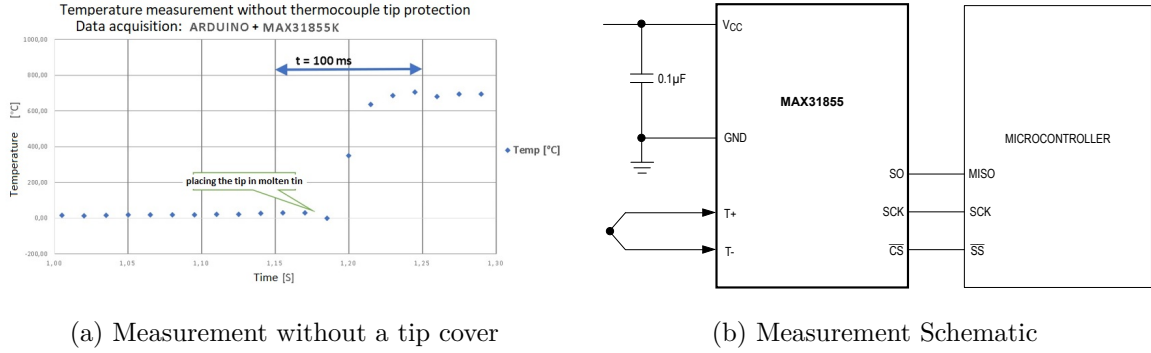 Temperature measurement without thermocouple tip protection
Data acquisition: ARDUINO + MAX31855K
1000,00
800,00
600,00
400,00
200,00
0,00
-200,00
Temperature [°C]
t = 100 ms
placing the tip in molten tin
Temp [°C]
1,00 1,05 1,10 1,15 1,20 1,25 1,30
Time [S]
(a) Measurement without a tip cover
VCC
0.1µF
MAX31855
GND
MICROCONTROLLER
SO MISO
T+ SCK SCK
T- CS SS
(b) Measurement Schematic